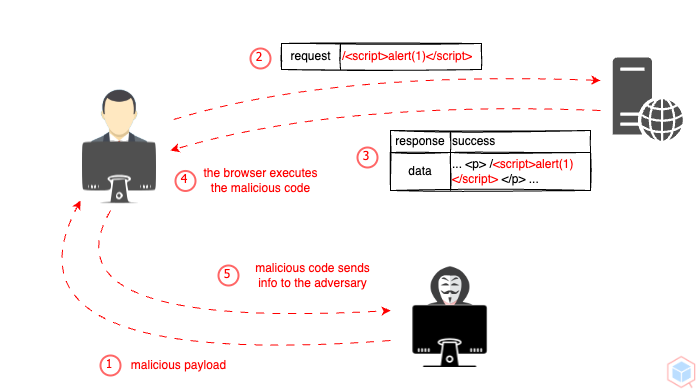 2
request /<script>alert(1)</script>
response success
3
data ... <p> /<script>alert(1)
</script> </p> ...
4
the browser executes
the malicious code
5
malicious code sends
info to the adversary
1
malicious payload